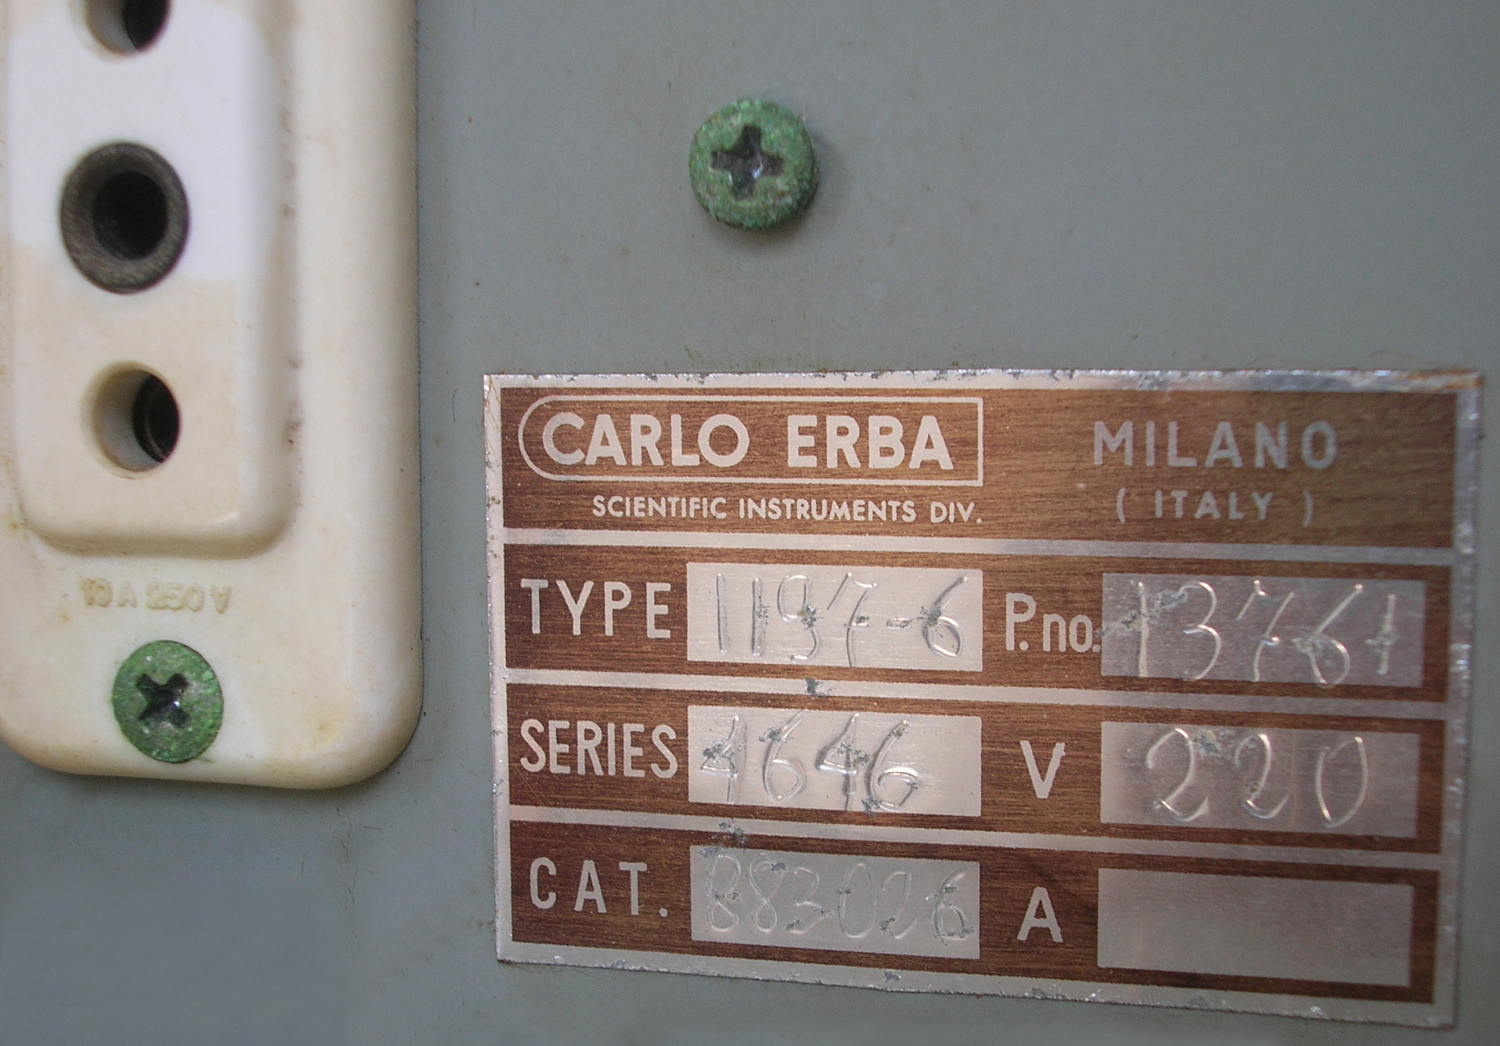 10 A 250 V
CARLO ERBA
SCIENTIFIC INSTRUMENTS DIV.
MILANO
( ITALY )
TYPE 1197-6 P.no. 13761
SERIES 4646 V 220
CAT. 883026 A